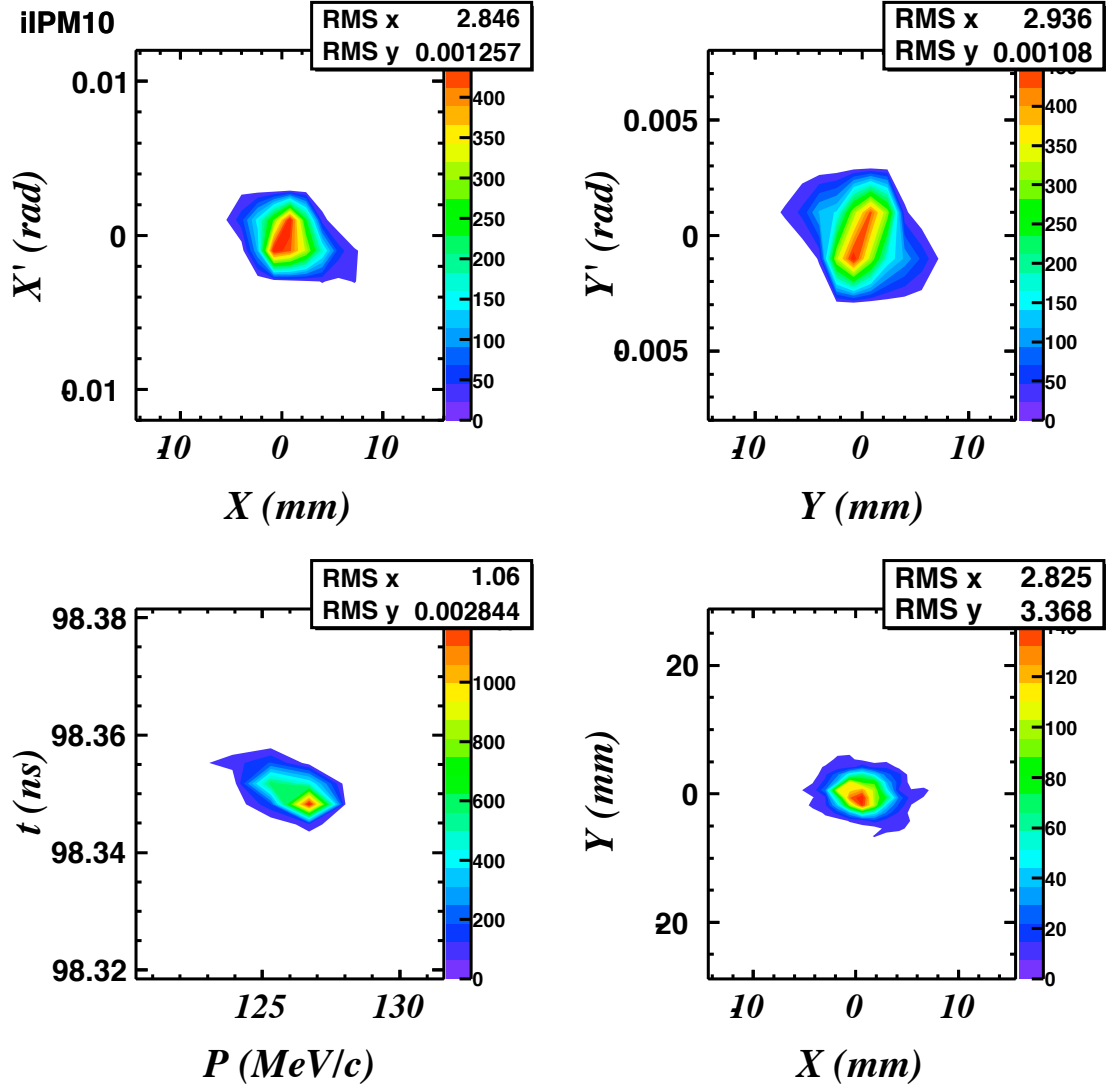 iIPM10
RMS x 2.846
RMS y 0.001257
0.01
0
-0.01
X' (rad)
-10 0 10
X (mm)
400
350
300
250
200
150
100
50
0
RMS x 2.936
RMS y 0.00108
0.005
0
-0.005
Y' (rad)
-10 0 10
Y (mm)
400
350
300
250
200
150
100
50
0
RMS x 1.06
RMS y 0.002844
98.38
98.36
98.34
98.32
t (ns)
125 130
P (MeV/c)
1000
800
600
400
200
0
RMS x 2.825
RMS y 3.368
20
0
-20
Y (mm)
-10 0 10
X (mm)
140
120
100
80
60
40
20
0